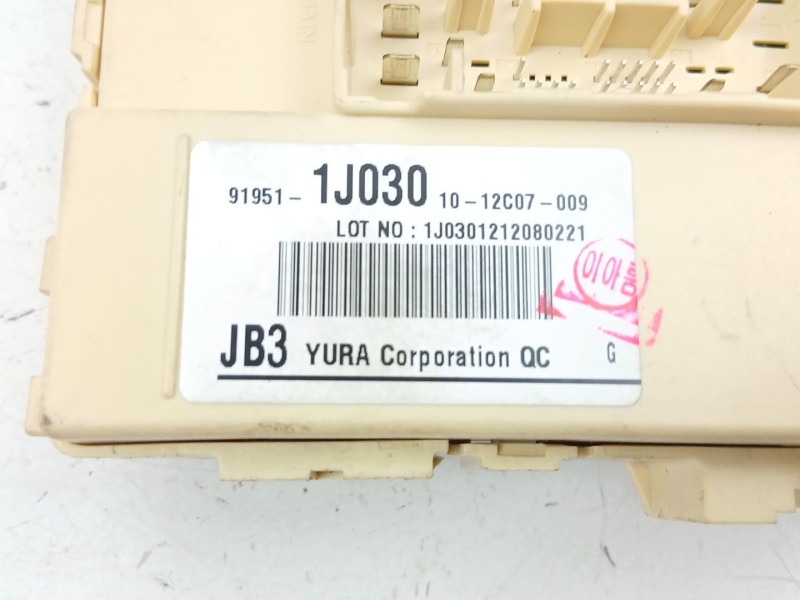 91951- 1J030 10-12C07-009
LOT NO : 1J0301212080221
JB3 YURA Corporation QC G